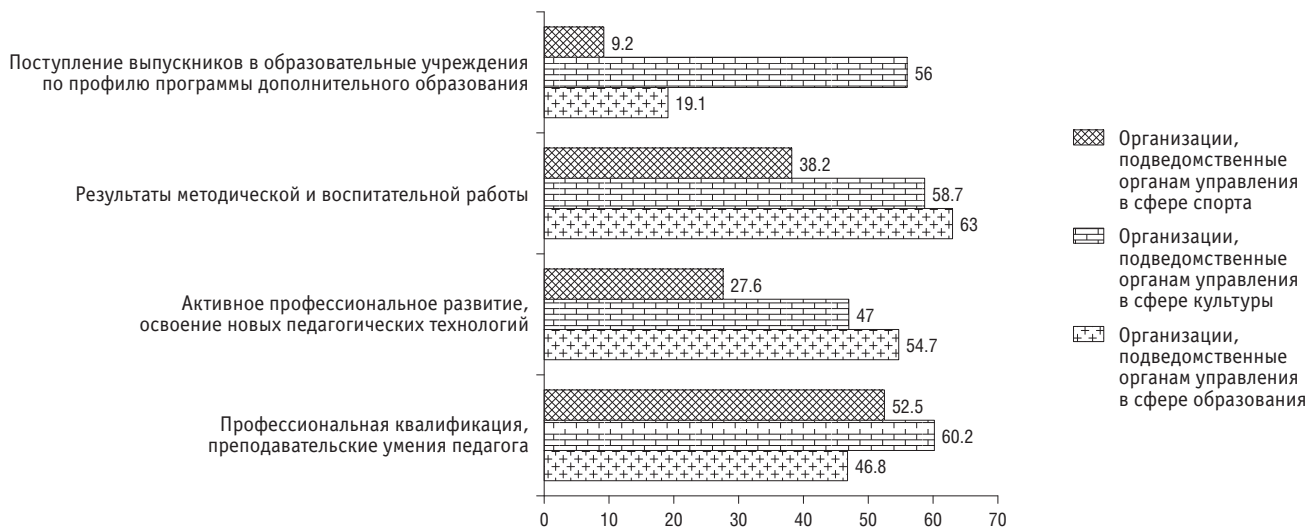 Поступление выпускников в образовательные учреждения
по профилю программы дополнительного образования
9.2
56
19.1
Результаты методической и воспитательной работы
38.2
58.7
63
Активное профессиональное развитие,
освоение новых педагогических технологий
27.6
47
54.7
Профессиональная квалификация,
преподавательские умения педагога
52.5
60.2
46.8
0 10 20 30 40 50 60 70
Организации,
подведомственные
органам управления
в сфере спорта
Организации,
подведомственные
органам управления
в сфере культуры
Организации,
подведомственные
органам управления
в сфере образования